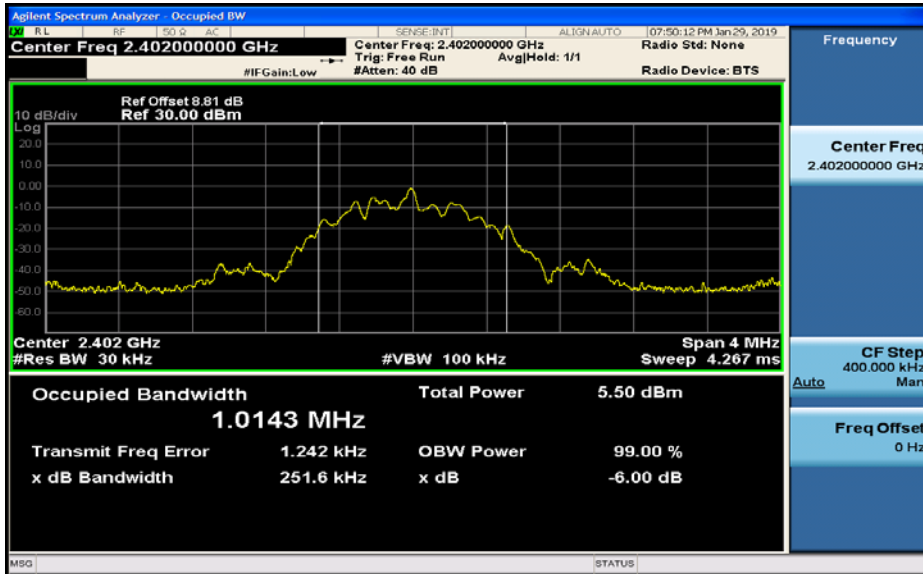 Agilent Spectrum Analyzer - Occupied BW
RL RF 50 Ω AC SENSE:INT ALIGN AUTO 07:50:12 PM Jan 29, 2019
Center Freq 2.402000000 GHz
Center Freq: 2.402000000 GHz
Radio Std: None
Trig: Free Run Avg|Hold: 1/1
#IFGain:Low #Atten: 40 dB Radio Device: BTS
Ref Offset 8.81 dB
10 dB/div Ref 30.00 dBm
Log
20.0
10.0
0.00
-10.0
-20.0
-30.0
-40.0
-50.0
-60.0
Center 2.402 GHz Span 4 MHz
#Res BW 30 kHz #VBW 100 kHz Sweep 4.267 ms
Occupied Bandwidth Total Power 5.50 dBm
1.0143 MHz
Transmit Freq Error 1.242 kHz OBW Power 99.00 %
x dB Bandwidth 251.6 kHz x dB -6.00 dB
MSG STATUS
Frequency
Center Freq
2.402000000 GHz
CF Step
400.000 kHz
Auto Man
Freq Offset
0 Hz